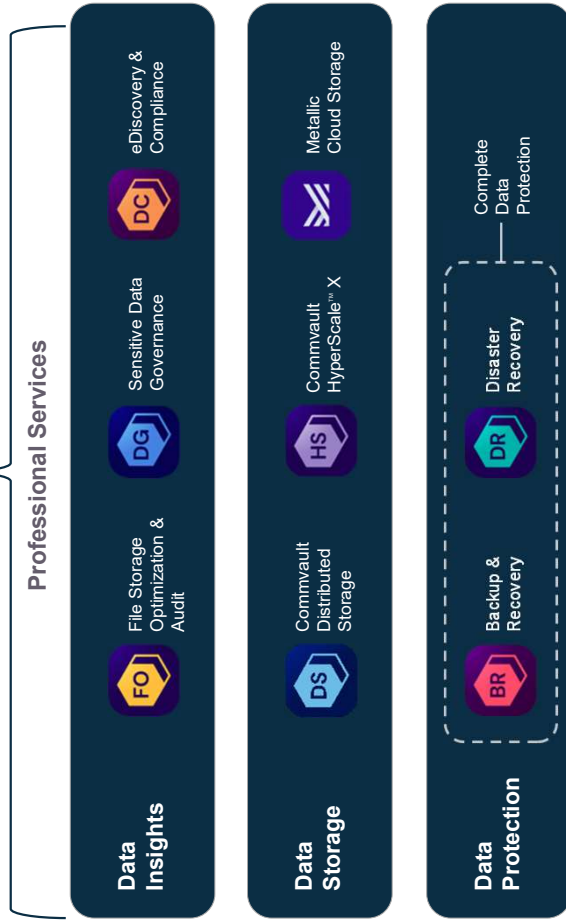 Professional Services
Data
Insights
FO
File Storage
Optimization &
Audit
DG
Sensitive Data
Governance
DC
eDiscovery &
Compliance
Data
Storage
DS
Commvault
Distributed
Storage
HS
Commvault
HyperScale™ X
Metallic
Cloud Storage
Data
Protection
BR
Backup &
Recovery
DR
Disaster
Recovery
Complete
Data
Protection